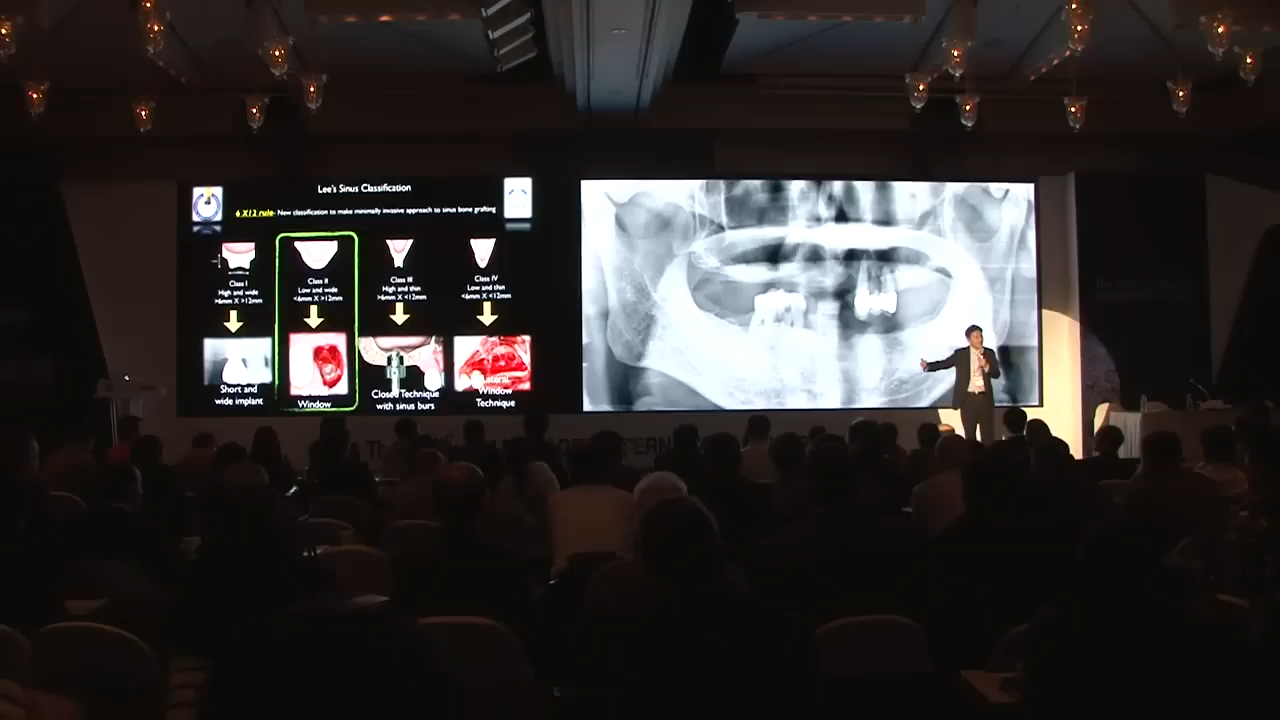 Lee's Sinus Classification
6 X12 rule- New classification to make minimally invasive approach to sinus bone grafting
Class I
High and wide
>6mm X >12mm
Class II
Low and wide
<6mm X >12mm
Class III
High and thin
>6mm X <12mm
Class IV
Low and thin
<6mm X <12mm
Short and
wide implant
Window
Closed Technique
with sinus burs
Lateral
Window
Technique